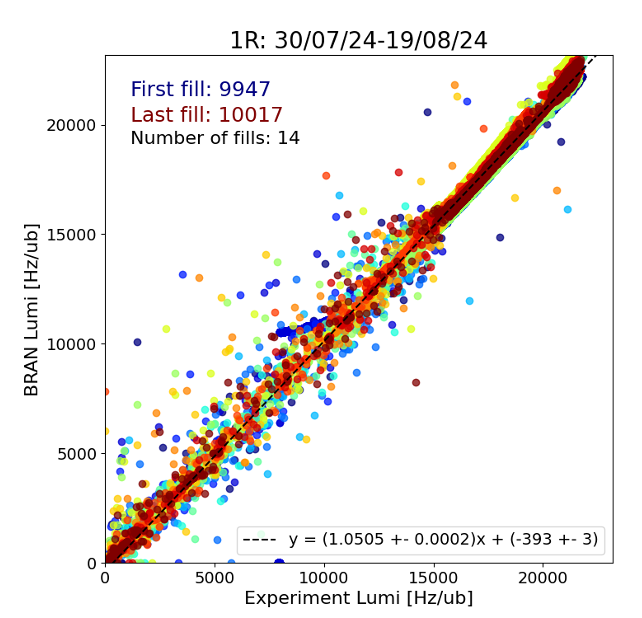 1R: 30/07/24-19/08/24
First fill: 9947
Last fill: 10017
Number of fills: 14
BRAN Lumi [Hz/ub]
20000
15000
10000
5000
0
y = (1.0505 +- 0.0002)x + (-393 +- 3)
0 5000 10000 15000 20000
Experiment Lumi [Hz/ub]